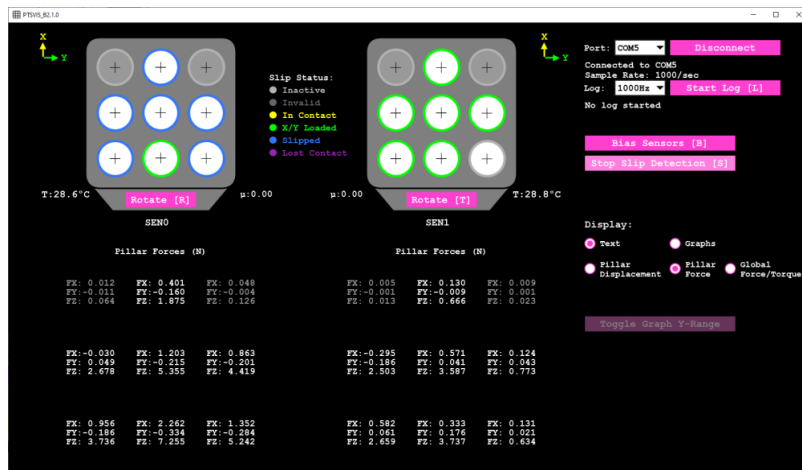 PTSVIS_B2.1.0
X
Y
Slip Status:
Inactive
Invalid
In Contact
X/Y Loaded
Slipped
Lost Contact
X
Y
T:28.6°C
Rotate [R]
µ:0.00
µ:0.00
Rotate [T]
T:28.8°C
SEN0
SEN1
Pillar Forces (N)
FX: 0.012 FX: 0.401 FX: 0.048
FY:-0.011 FY:-0.160 FY:-0.004
FZ: 0.064 FZ: 1.875 FZ: 0.126
FX:-0.030 FX: 1.203 FX: 0.863
FY: 0.049 FY:-0.215 FY:-0.201
FZ: 2.678 FZ: 5.355 FZ: 4.419
FX: 0.956 FX: 2.262 FX: 1.352
FY:-0.186 FY:-0.334 FY:-0.284
FZ: 3.736 FZ: 7.255 FZ: 5.242
Pillar Forces (N)
FX: 0.005 FX: 0.130 FX: 0.009
FY:-0.001 FY:-0.009 FY: 0.001
FZ: 0.013 FZ: 0.666 FZ: 0.023
FX:-0.295 FX: 0.571 FX: 0.124
FY:-0.186 FY: 0.041 FY: 0.043
FZ: 2.503 FZ: 3.587 FZ: 0.773
FX: 0.582 FX: 0.333 FX: 0.131
FY: 0.061 FY: 0.176 FY: 0.021
FZ: 2.659 FZ: 3.737 FZ: 0.634
Port: COM5 Disconnect
Connected to COM5
Sample Rate: 1000/sec
Log: 1000Hz Start Log [L]
No log started
Bias Sensors [B]
Stop Slip Detection [S]
Display:
Text Graphs
Pillar Displacement
Pillar Force
Global Force/Torque
Toggle Graph Y-Range